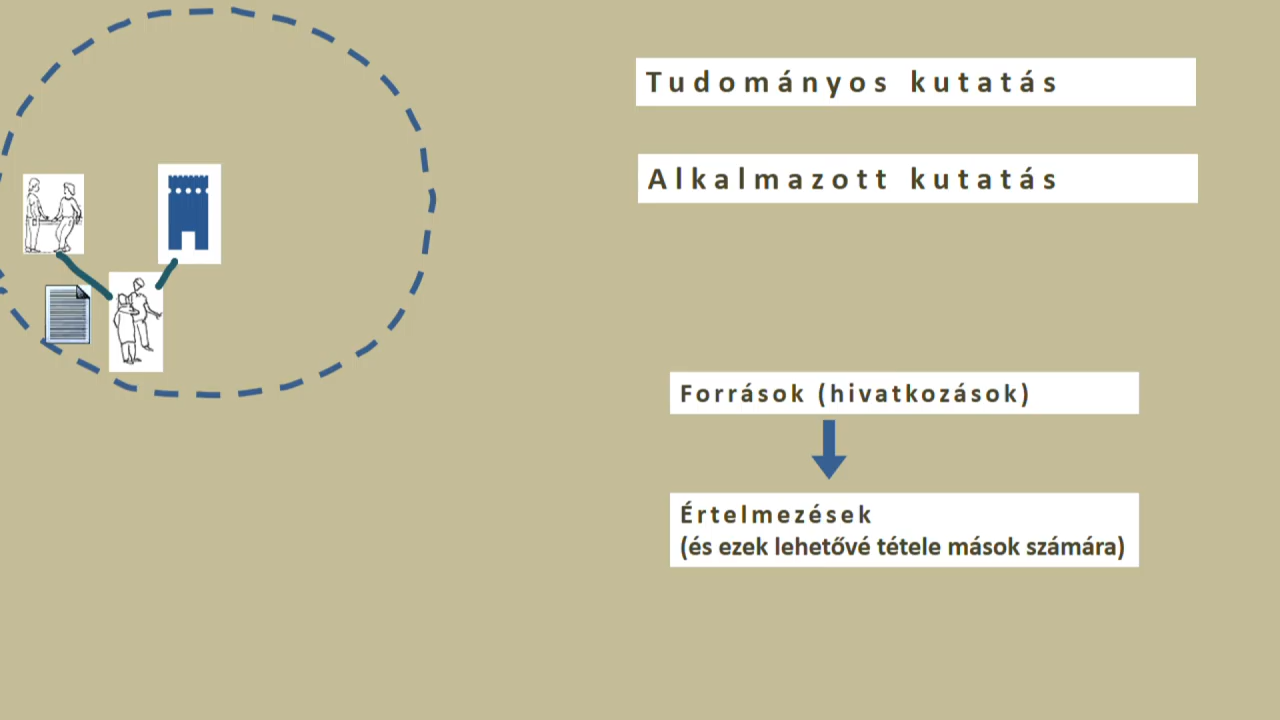 Tudományos kutatás
Alkalmazott kutatás
Források (hivatkozások)
Értelmezések
(és ezek lehetővé tétele mások számára)